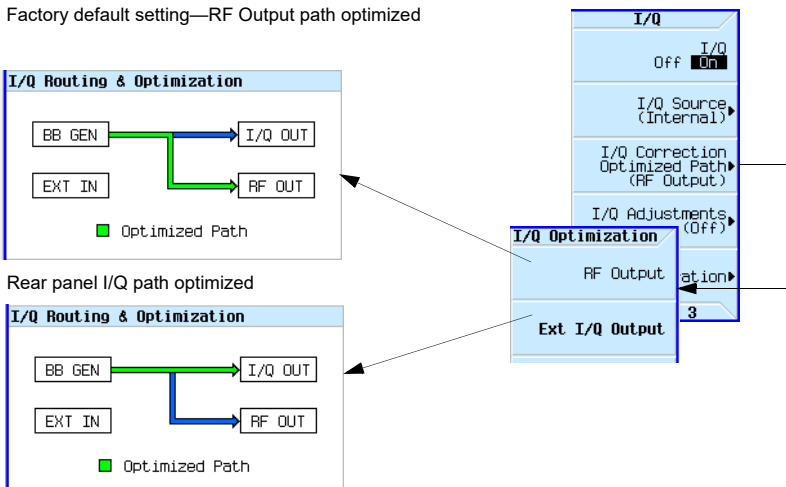 Factory default setting—RF Output path optimized
I/Q Routing & Optimization
BB GEN
I/Q OUT
EXT IN
RF OUT
Optimized Path
Rear panel I/Q path optimized
I/Q Routing & Optimization
BB GEN
I/Q OUT
EXT IN
RF OUT
Optimized Path
I/Q
I/Q
Off On
I/Q Source
(Internal)
I/Q Correction
Optimized Path
(RF Output)
I/Q Adjustments
(Off)
ation
3
I/Q Optimization
RF Output
Ext I/Q Output